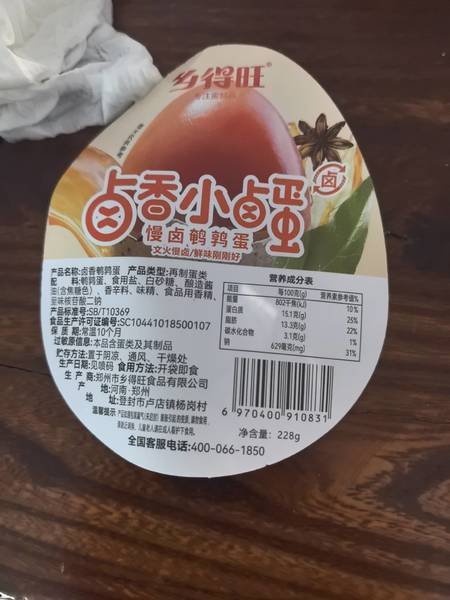 乡得旺®
卤香小卤蛋
卤
慢卤鹌鹑蛋
文火慢卤/鲜味刚刚好
产品名称:卤香鹌鹑蛋 产品类型:再制蛋类
配 料:鹌鹑蛋、食用盐、白砂糖、酿造酱
油(含焦糖色)、香辛料、味精、食品用香精、
呈味核苷酸二钠
产品标准号:SB/T10369
食品生产许可证编号:SC10441018500107
保 质 期:常温10个月
过敏原信息:本品含蛋类及其制品
贮存方法:置于阴凉、通风、干燥处
生产日期:见喷码 食用方法:开袋即食
生 产 商:郑州市乡得旺食品有限公司
产 地:河南·郑州
地 址:登封市卢店镇杨岗村
全国客服电话:400-066-1850
营养成分表
项目 每100克(g) 营养素参考值%
能量 802千焦(kJ) 10%
蛋白质 15.1克(g) 25%
脂肪 13.3克(g) 22%
碳水化合物 3.1克(g) 1%
钠 629毫克(mg) 31%
6 970400 910831
净含量:228g